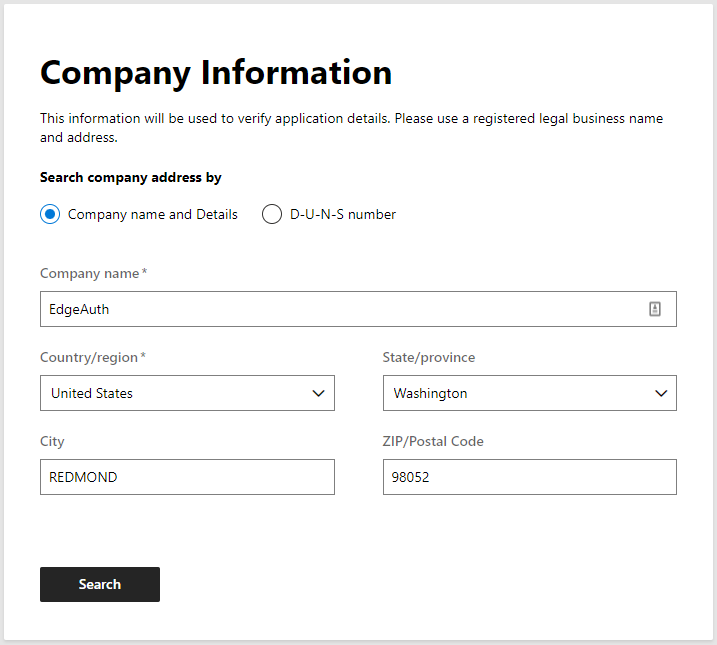 Company Information
This information will be used to verify application details. Please use a registered legal business name
and address.
Search company address by
Company name and Details
D-U-N-S number
Company name*
EdgeAuth
Country/region*
State/province
United States
Washington
City
ZIP/Postal Code
REDMOND
98052
Search